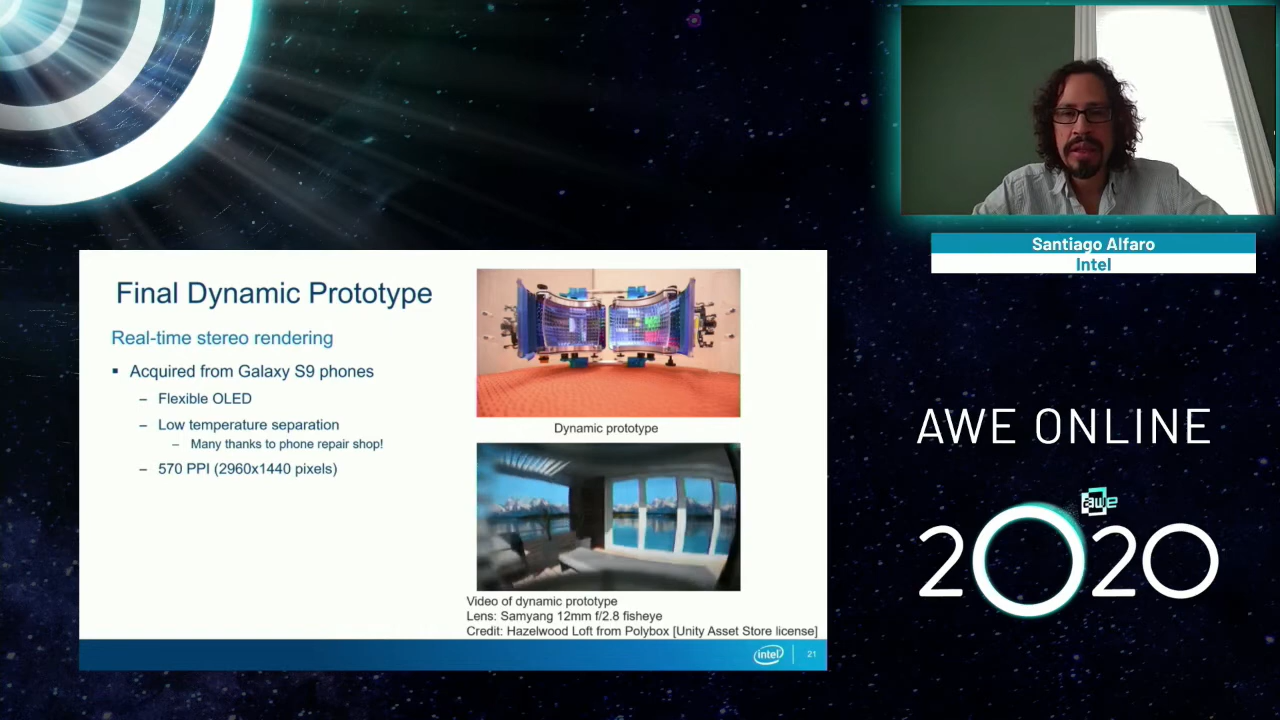 Santiago Alfaro
Intel
Final Dynamic Prototype
Real-time stereo rendering
▪ Acquired from Galaxy S9 phones
– Flexible OLED
– Low temperature separation
– Many thanks to phone repair shop!
– 570 PPI (2960x1440 pixels)
Dynamic prototype
Video of dynamic prototype
Lens: Samyang 12mm f/2.8 fisheye
Credit: Hazelwood Loft from Polybox [Unity Asset Store license]
intel
21
AWE ONLINE
awe
2020